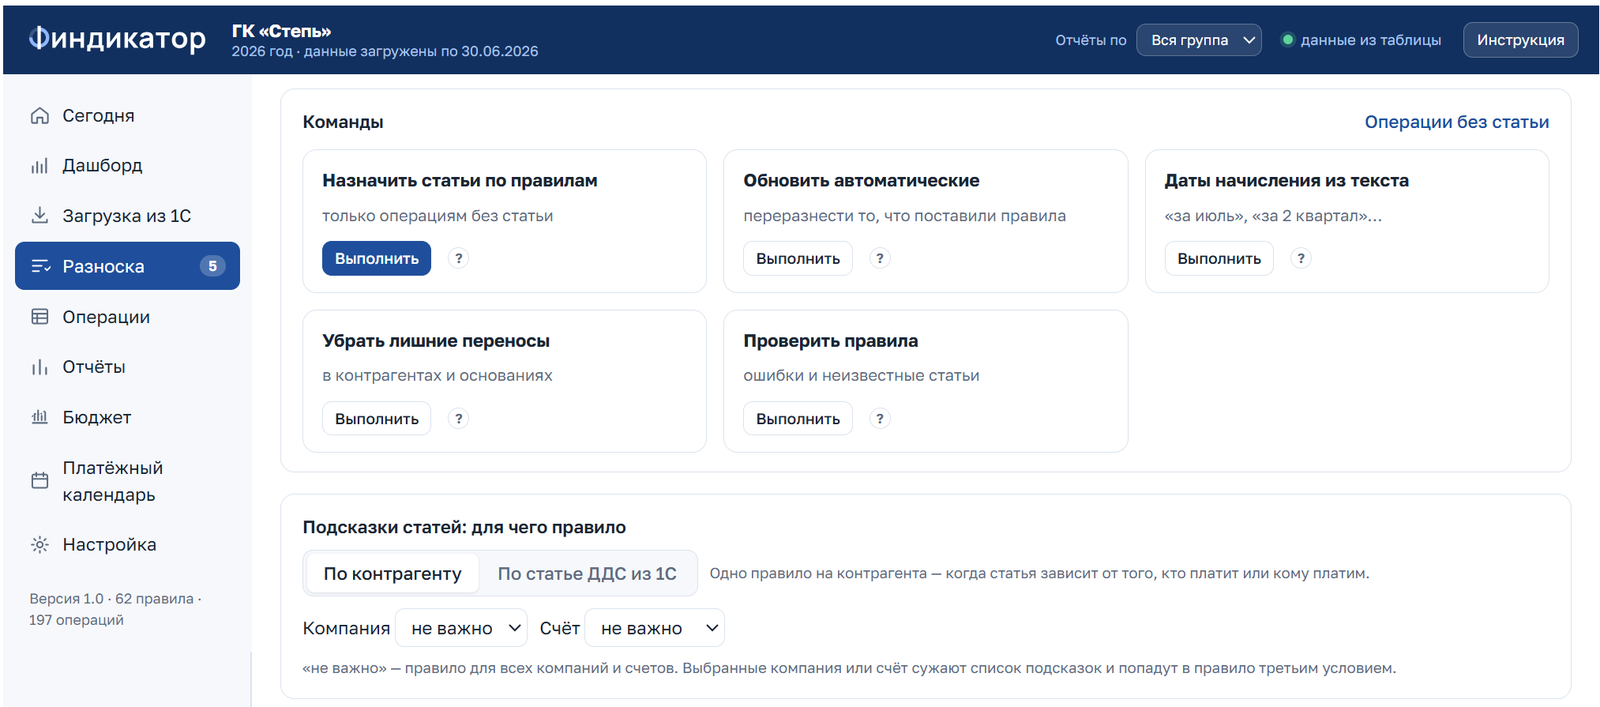 Финдикатор
ГК «Степь»
2026 год · данные загружены по 30.06.2026
Отчёты по
Вся группа
данные из таблицы
Инструкция
Сегодня
Дашборд
Загрузка из 1С
Разноска 5
Операции
Отчёты
Бюджет
Платёжный
календарь
Настройка
Версия 1.0 · 62 правила ·
197 операций
Команды
Операции без статьи
Назначить статьи по правилам
только операциям без статьи
Выполнить ?
Обновить автоматические
переразнести то, что поставили правила
Выполнить ?
Даты начисления из текста
«за июль», «за 2 квартал»…
Выполнить ?
Убрать лишние переносы
в контрагентах и основаниях
Выполнить ?
Проверить правила
ошибки и неизвестные статьи
Выполнить ?
Подсказки статей: для чего правило
По контрагенту По статье ДДС из 1С Одно правило на контрагента — когда статья зависит от того, кто платит или кому платим.
Компания не важно Счёт не важно
«не важно» — правило для всех компаний и счетов. Выбранные компания или счёт сужают список подсказок и попадут в правило третьим условием.